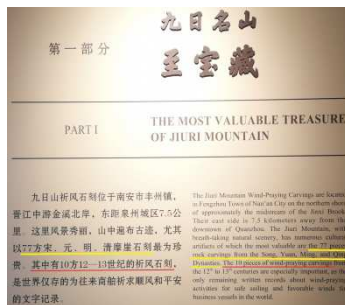 第一部分
九日名山
至宝藏
PART I
THE MOST VALUABLE TREASURE
OF JIURI MOUNTAIN
九日山祈风石刻位于南安市丰州镇,
晋江中游金溪北岸,东距泉州城区7.5公
里。这里风景秀丽,山中遍布古迹,尤其
以77方宋、元、明、清摩崖石刻最为珍
贵。其中有10方12—13世纪的祈风石刻,
是世界仅存的为往来商舶祈求顺风和平安
的文字记录。
The Jiuri Mountain Wind-Praying Carvings are locate
in Fengzhou Town of Nan'an City on the northern shore
of approximately the midstream of the Jinxi Brook
Their east side is 7.5 kilometers away from the
downtown of Quanzhou. The Jiuri Mountain, with
breath-taking natural scenery, has numerous cultura
artifacts of which the most valuable are the 77 piece
rock carvings from the Song, Yuan, Ming, and Qing
Dynasties. The 10 pieces of wind-praying carvings from
the 12th to 13th centuries are especially important, as the
only remaining written records about wind-praying
activities for safe sailing and favorable winds fo
business vessels in the world.